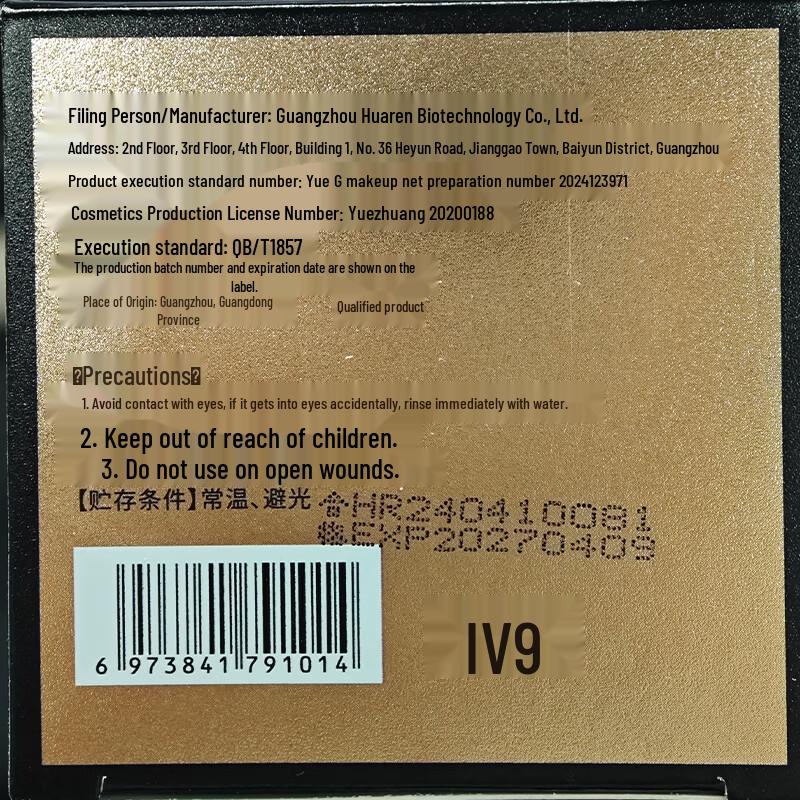 Filing Person/Manufacturer: Guangzhou Huaren Biotechnology Co., Ltd.
Address: 2nd Floor, 3rd Floor, 4th Floor, Building 1, No. 36 Heyun Road, Jianggao Town, Baiyun District, Guangzhou
Product execution standard number: Yue G makeup net preparation number 2024123971
Cosmetics Production License Number: Yuezhuang 20200188
Execution standard: QB/T1857
The production batch number and expiration date are shown on the
label.
Place of Origin: Guangzhou, Guangdong
Province
Qualified product
Precautions
1. Avoid contact with eyes, if it gets into eyes accidentally, rinse immediately with water.
2. Keep out of reach of children.
3. Do not use on open wounds.
【贮存条件】常温、避光
HR240410081
EXP20270409
6 973841 791014
IV9